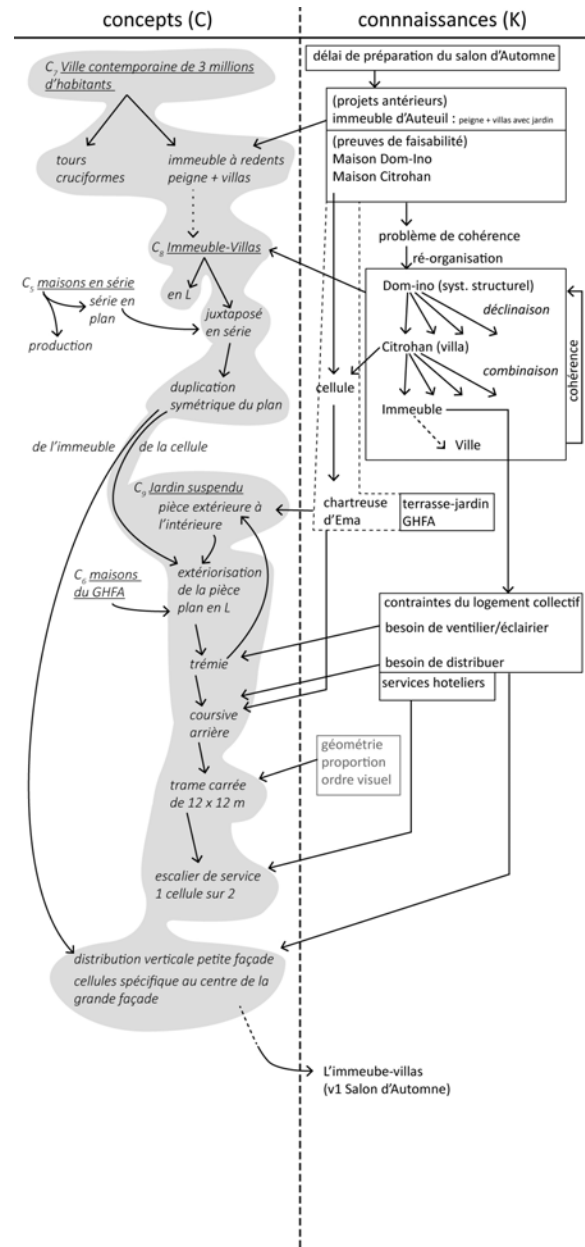 concepts (C)
connnaissances (K)
C7 Ville contemporaine de 3 millions
d'habitants
tours
cruciformes
immeuble à redents
peigne + villas
C8 Immeuble-Villas
en L
juxtaposé
en série
C5 maisons en série
série en
plan
production
duplication
symétrique du plan
de l'immeuble
de la cellule
C9 Jardin suspendu
pièce extérieure à
l'intérieure
C6 maisons
du GHFA
extériorisation
de la pièce
plan en L
trémie
coursive
arrière
trame carrée
de 12 x 12 m
escalier de service
1 cellule sur 2
distribution verticale petite façade
cellules spécifique au centre de la
grande façade
délai de préparation du salon d'Automne
(projets antérieurs)
immeuble d'Auteuil : peigne + villas avec jardin
(preuves de faisabilité)
Maison Dom-Ino
Maison Citrohan
problème de cohérence
ré-organisation
Dom-ino (syst. structurel)
déclinaison
Citrohan (villa)
combinaison
cohérence
cellule
Immeuble
Ville
chartreuse
d'Ema
terrasse-jardin
GHFA
contraintes du logement collectif
besoin de ventilier/éclairier
besoin de distribuer
services hoteliers
géométrie
proportion
ordre visuel
L'immeube-villas
(v1 Salon d'Automne)